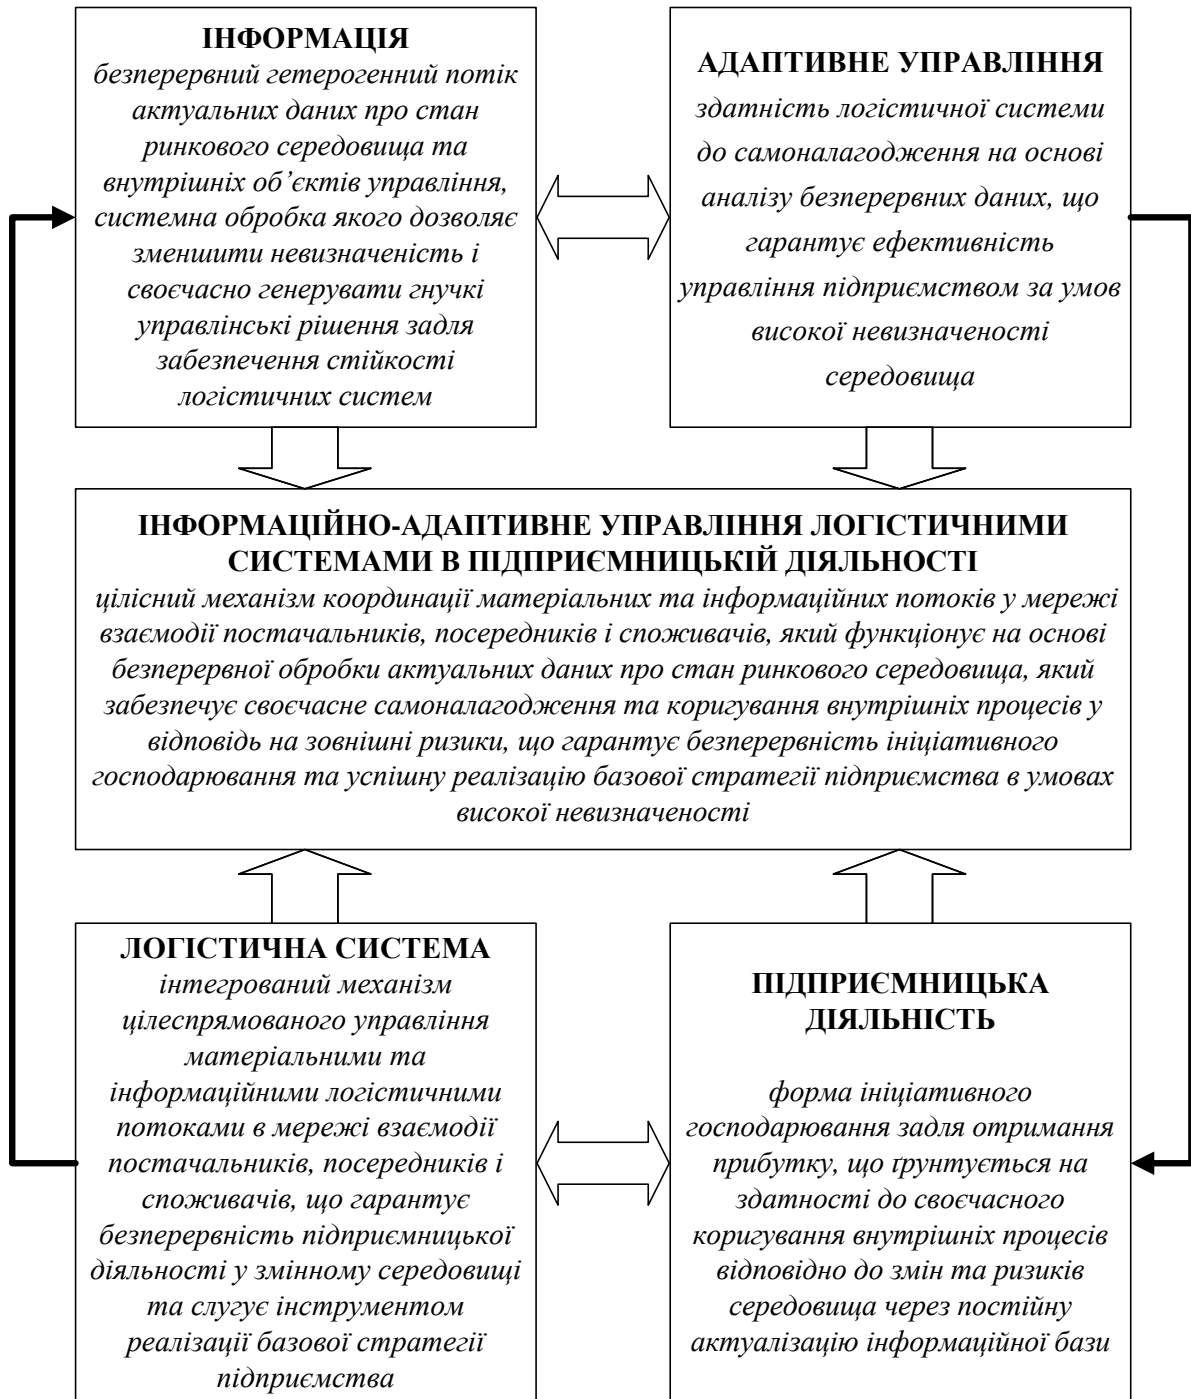 ІНФОРМАЦІЯ
безперервний гетерогенний потік
актуальних даних про стан
ринкового середовища та
внутрішніх об’єктів управління,
системна обробка якого дозволяє
зменшити невизначеність і
своєчасно генерувати гнучкі
управлінські рішення задля
забезпечення стійкості
логістичних систем
АДАПТИВНЕ УПРАВЛІННЯ
здатність логістичної системи
до самоналагодження на основі
аналізу безперервних даних, що
гарантує ефективність
управління підприємством за умов
високої невизначеності
середовища
ІНФОРМАЦІЙНО-АДАПТИВНЕ УПРАВЛІННЯ ЛОГІСТИЧНИМИ
СИСТЕМАМИ В ПІДПРИЄМНИЦЬКІЙ ДІЯЛЬНОСТІ
цілісний механізм координації матеріальних та інформаційних потоків у мережі
взаємодії постачальників, посередників і споживачів, який функціонує на основі
безперервної обробки актуальних даних про стан ринкового середовища, який
забезпечує своєчасне самоналагодження та коригування внутрішніх процесів у
відповідь на зовнішні ризики, що гарантує безперервність ініціативного
господарювання та успішну реалізацію базової стратегії підприємства в умовах
високої невизначеності
ЛОГІСТИЧНА СИСТЕМА
інтегрований механізм
цілеспрямованого управління
матеріальними та
інформаційними логістичними
потоками в мережі взаємодії
постачальників, посередників і
споживачів, що гарантує
безперервність підприємницької
діяльності у змінному середовищі
та слугує інструментом
реалізації базової стратегії
підприємства
ПІДПРИЄМНИЦЬКА
ДІЯЛЬНІСТЬ
форма ініціативного
господарювання задля отримання
прибутку, що ґрунтується на
здатності до своєчасного
коригування внутрішніх процесів
відповідно до змін та ризиків
середовища через постійну
актуалізацію інформаційної бази